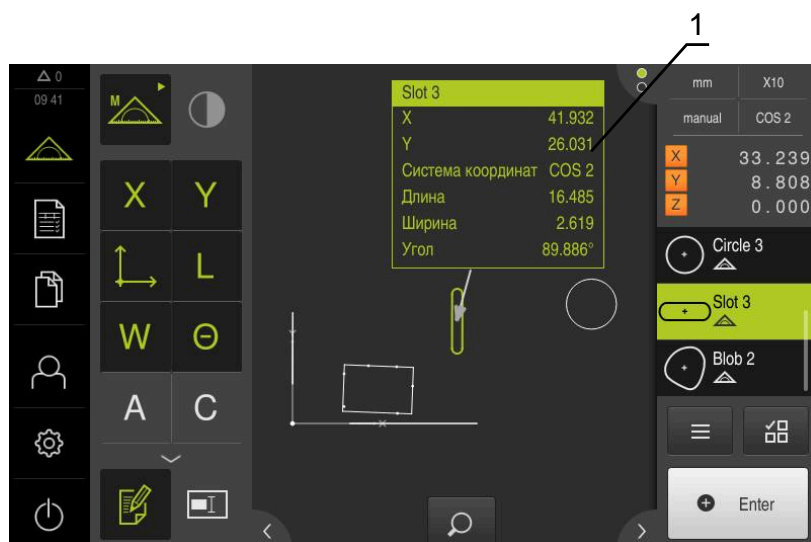 1
0
09 41
M
X
Y
L
W
Θ
A
C
Slot 3
X 41.932
Y 26.031
Система координат COS 2
Длина 16.485
Ширина 2.619
Угол 89.886°
mm X10
manual COS 2
X 33.239
Y 8.808
Z 0.000
Circle 3
Slot 3
Blob 2
Enter